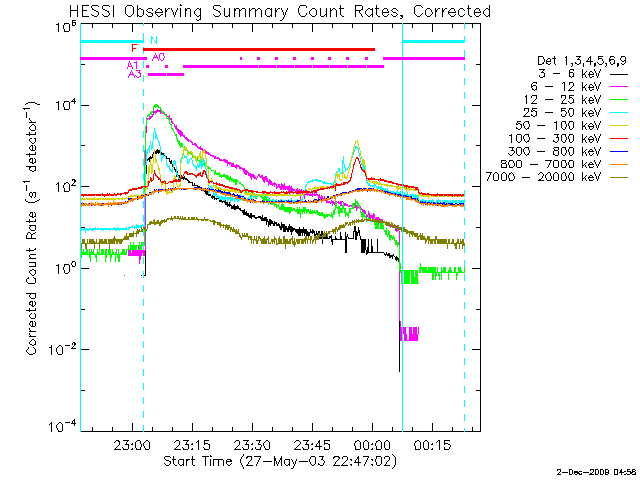 HESSI Observing Summary Count Rates, Corrected
10^6
N
F
A0
A1
A3
Det 1,3,4,5,6,9
3 - 6 keV
6 - 12 keV
12 - 25 keV
25 - 50 keV
50 - 100 keV
100 - 300 keV
300 - 800 keV
800 - 7000 keV
7000 - 20000 keV
10^4
10^2
10^0
10^-2
10^-4
Corrected Count Rate (s^-1 detector^-1)
23:00 23:15 23:30 23:45 00:00 00:15
Start Time (27-May-03 22:47:02)
2-Dec-2009 04:56